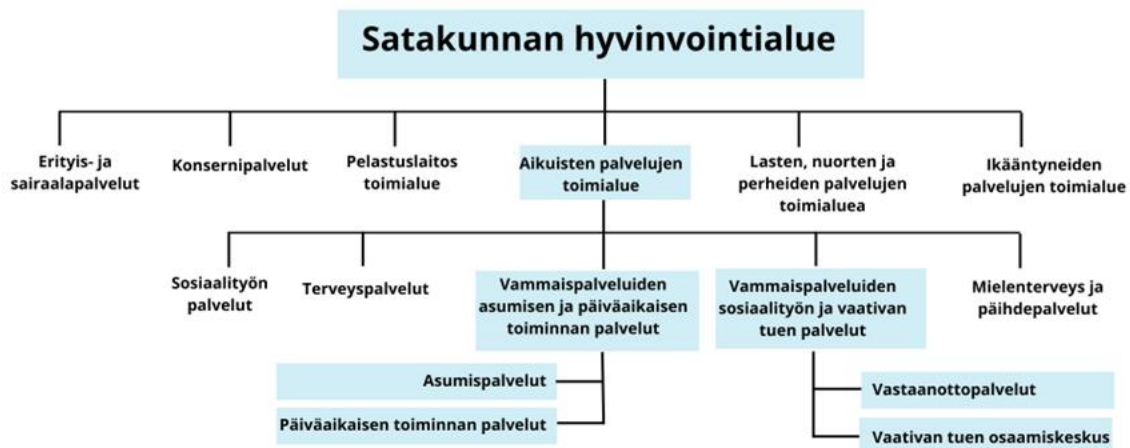 Satakunnan hyvinvointialue
Erityis- ja
sairaalapalvelut
Konsernipalvelut
Pelastuslaitos
toimialue
Aikuisten palvelujen
toimialue
Lasten, nuorten ja
perheiden palvelujen
toimialuea
Ikääntyneiden
palvelujen toimialue
Sosiaalityön
palvelut
Terveyspalvelut
Vammaispalveluiden
asumisen ja päiväaikaisen
toiminnan palvelut
Vammaispalveluiden
sosiaalityön ja vaativan
tuen palvelut
Mielenterveys ja
päihdepalvelut
Asumispalvelut
Päiväaikaisen toiminnan palvelut
Vastaanottopalvelut
Vaativan tuen osaamiskeskus